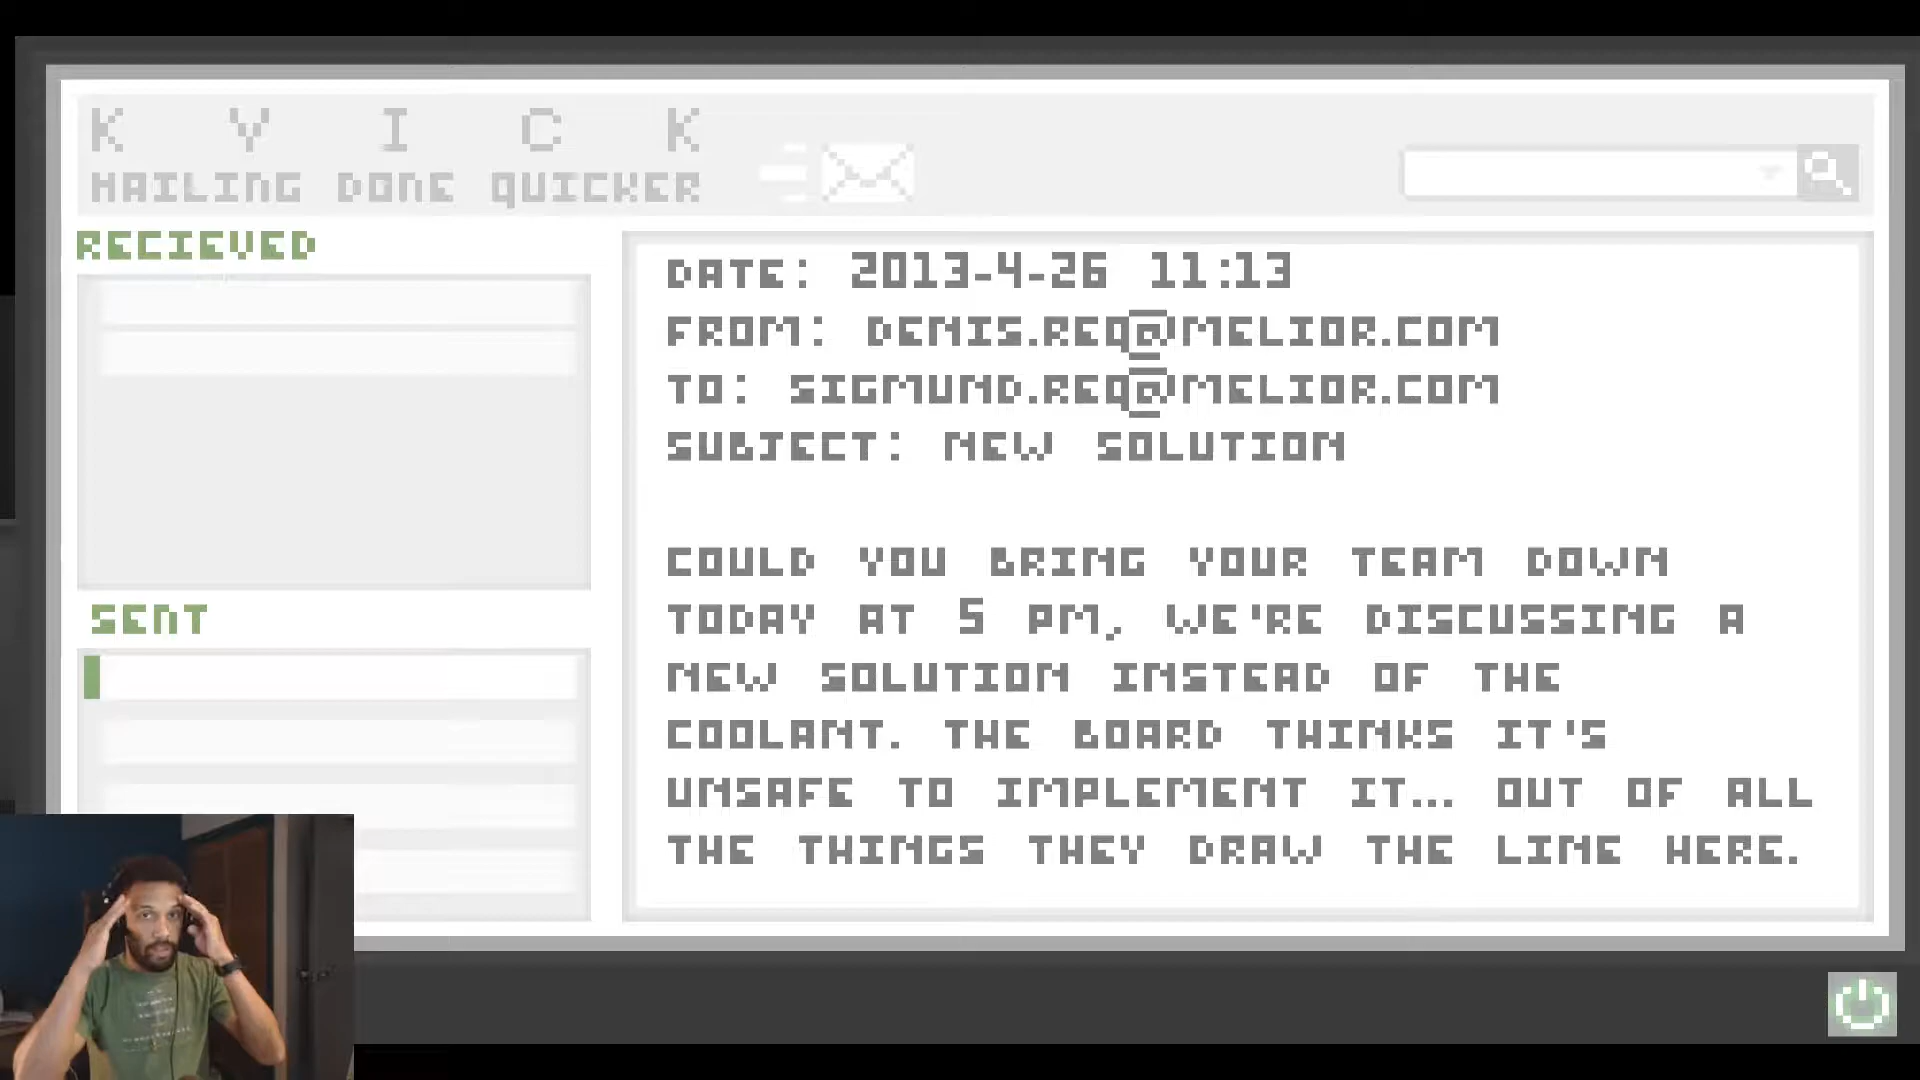 K Y I C K
MAILING DONE QUICKER
RECIEVED
SENT
DATE: 2013-4-26 11:13
FROM: DENIS.REQ@MELIOR.COM
TO: SIGMUND.REQ@MELIOR.COM
SUBJECT: NEW SOLUTION
COULD YOU BRING YOUR TEAM DOWN
TODAY AT 5 PM, WE'RE DISCUSSING A
NEW SOLUTION INSTEAD OF THE
COOLANT. THE BOARD THINKS IT'S
UNSAFE TO IMPLEMENT IT... OUT OF ALL
THE THINGS THEY DRAW THE LINE HERE.